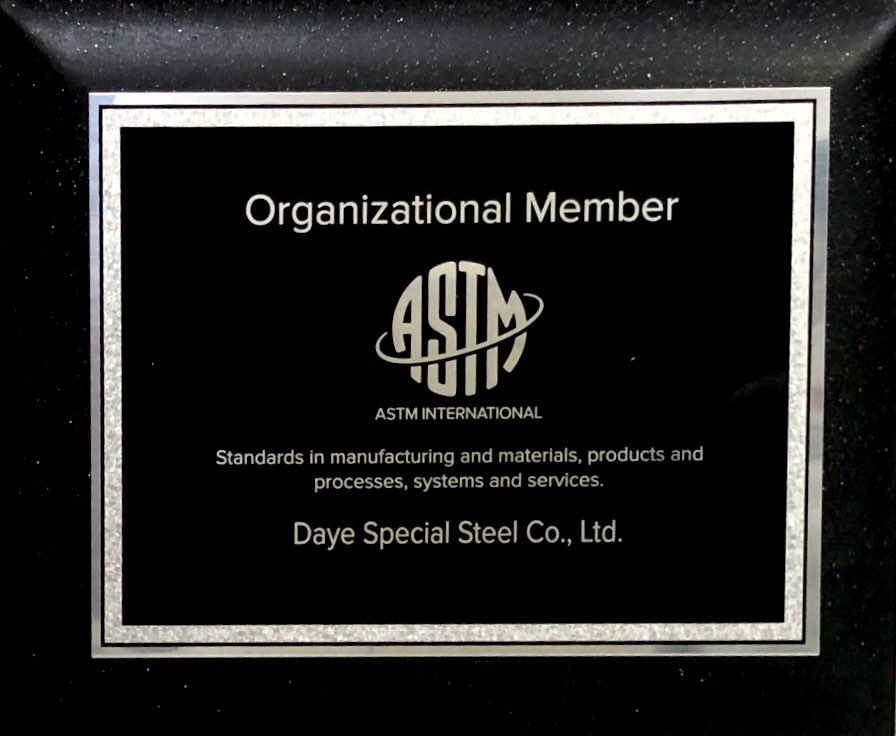 Organizational Member
ASTM
ASTM INTERNATIONAL
Standards in manufacturing and materials, products and
processes, systems and services.
Daye Special Steel Co., Ltd.